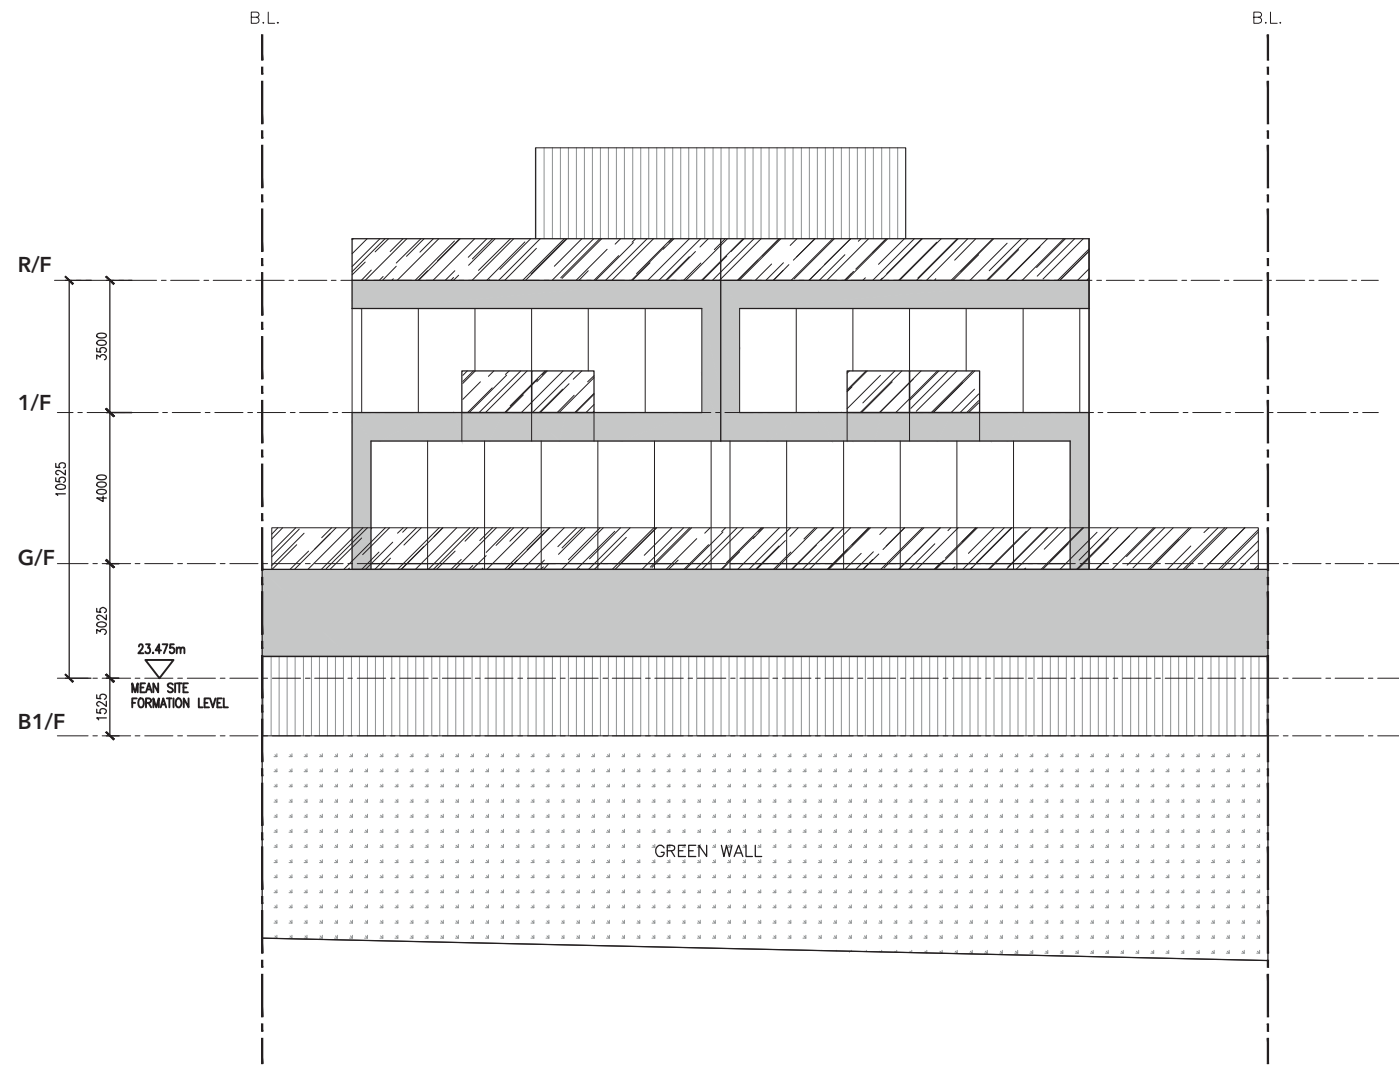 B.L.
B.L.
R/F
3500
1/F
10525
4000
G/F
3025
23.475m
MEAN SITE
FORMATION LEVEL
1525
B1/F
GREEN WALL